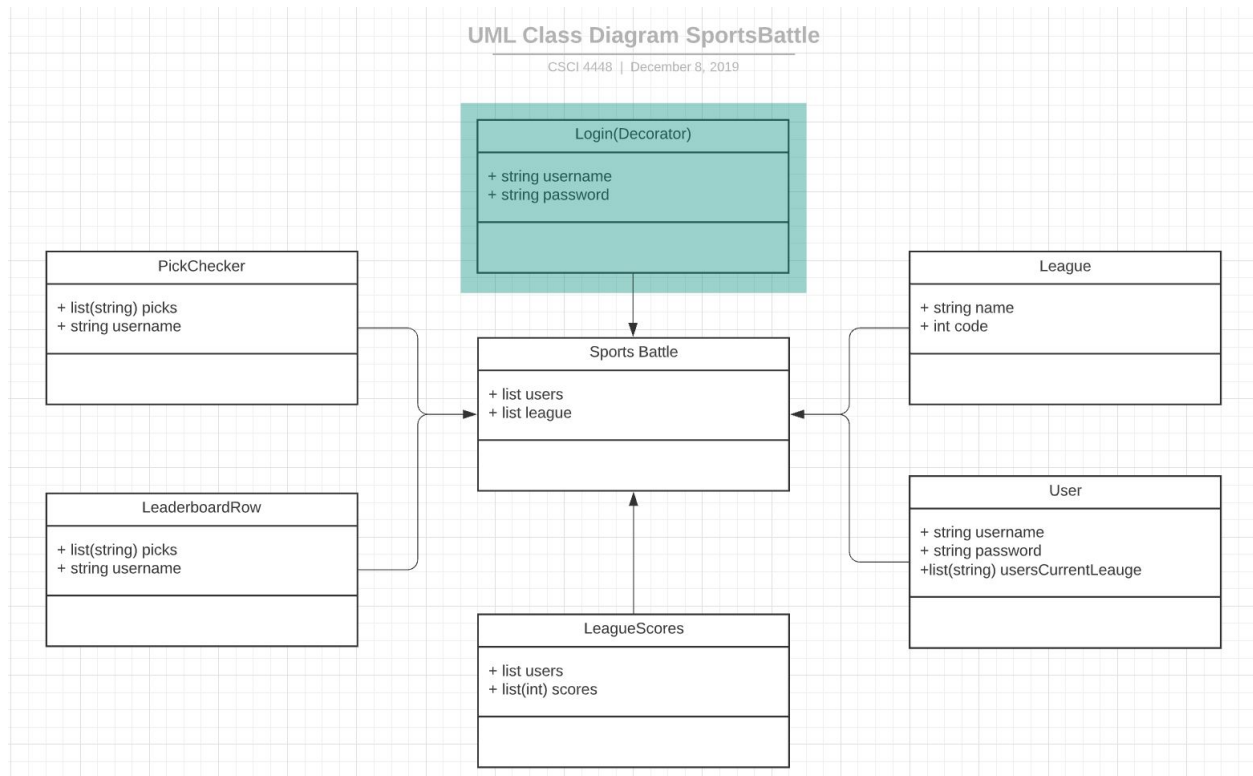 UML Class Diagram SportsBattle
CSCI 4448 | December 8, 2019
Login(Decorator)
+ string username
+ string password
PickChecker
+ list(string) picks
+ string username
League
+ string name
+ int code
Sports Battle
+ list users
+ list league
LeaderboardRow
+ list(string) picks
+ string username
User
+ string username
+ string password
+list(string) usersCurrentLeauge
LeagueScores
+ list users
+ list(int) scores